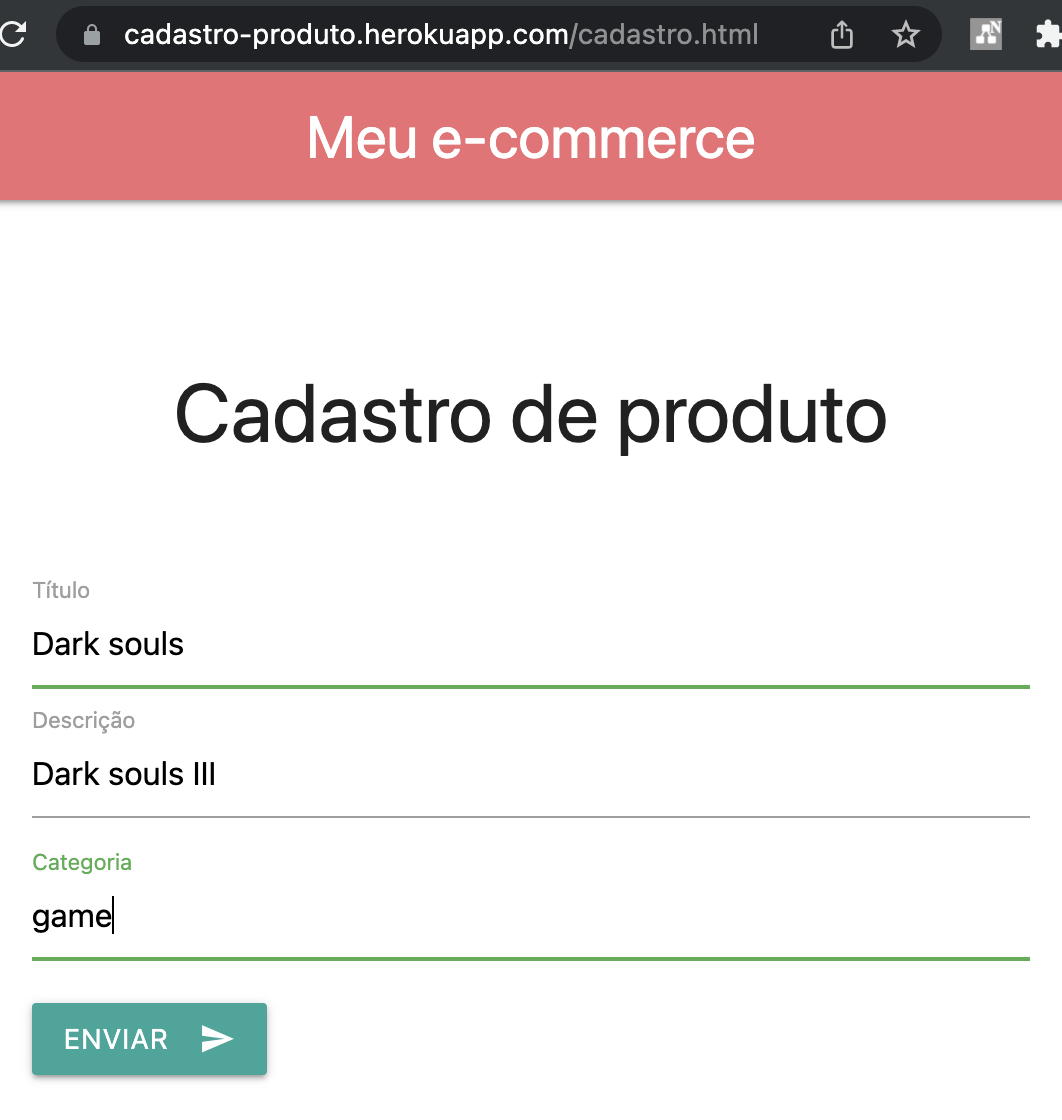 cadastro-produto.herokuapp.com/cadastro.html
Meu e-commerce
Cadastro de produto
Título
Dark souls
Descrição
Dark souls III
Categoria
game
ENVIAR